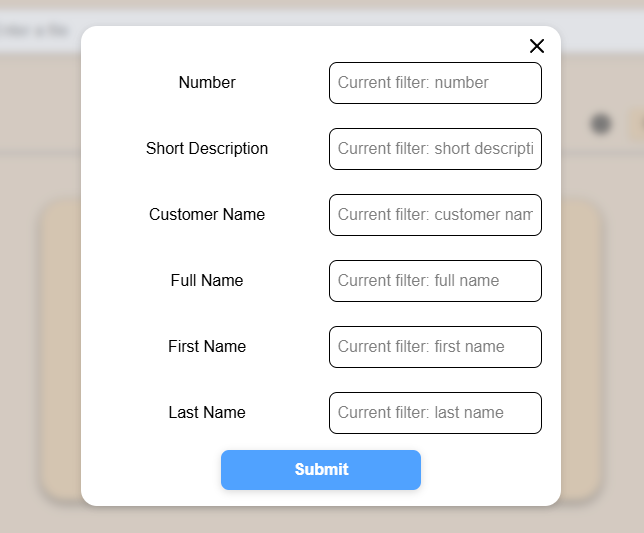 Number
Current filter: number
Short Description
Current filter: short descripti
Customer Name
Current filter: customer nam
Full Name
Current filter: full name
First Name
Current filter: first name
Last Name
Current filter: last name
Submit